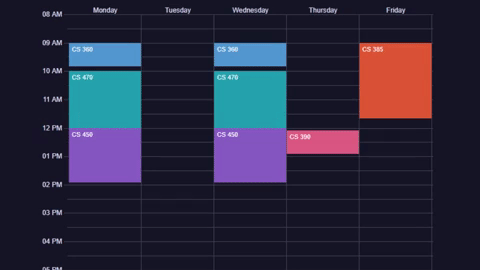 Monday Tuesday Wednesday Thursday Friday
08 AM
09 AM
CS 360 CS 360 CS 385
10 AM
CS 470 CS 470
11 AM
12 PM
CS 450 CS 450 CS 390
01 PM
02 PM
03 PM
04 PM
05 PM